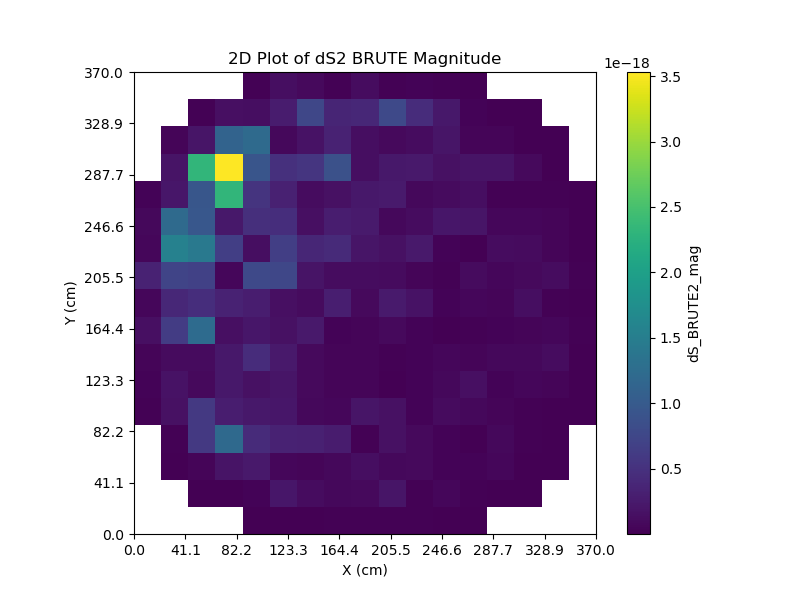 2D Plot of dS2 BRUTE Magnitude
1e−18
370.0
328.9
287.7
246.6
205.5
164.4
123.3
82.2
41.1
0.0
Y (cm)
0.0 41.1 82.2 123.3 164.4 205.5 246.6 287.7 328.9 370.0
X (cm)
3.5
3.0
2.5
2.0
1.5
1.0
0.5
dS_BRUTE2_mag